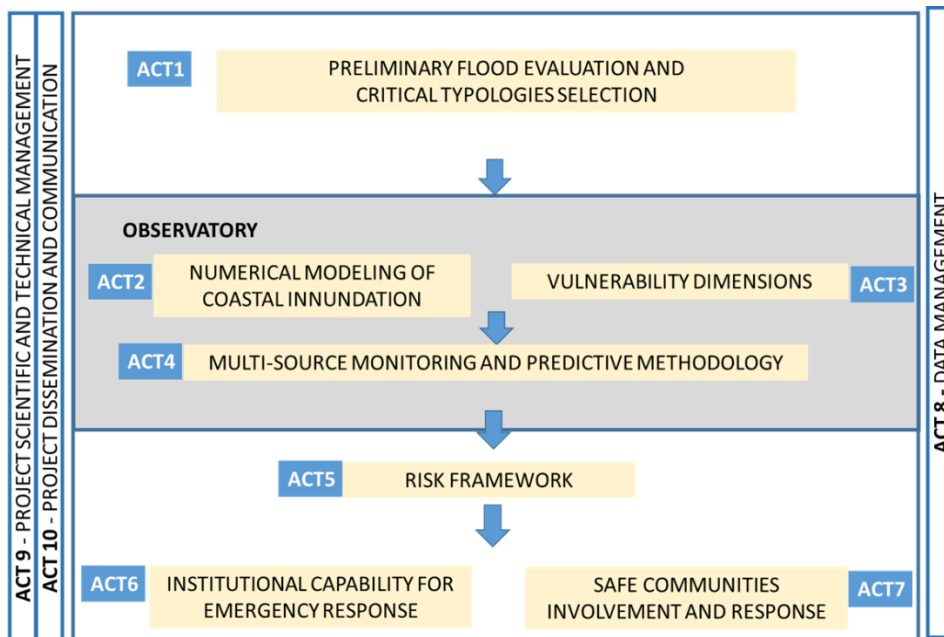 ACT 9 - PROJECT SCIENTIFIC AND TECHNICAL MANAGEMENT
ACT 10 - PROJECT DISSEMINATION AND COMMUNICATION
ACT1
PRELIMINARY FLOOD EVALUATION AND
CRITICAL TYPOLOGIES SELECTION
OBSERVATORY
ACT2
NUMERICAL MODELING OF
COASTAL INNUNDATION
VULNERABILITY DIMENSIONS
ACT3
ACT4
MULTI-SOURCE MONITORING AND PREDICTIVE METHODOLOGY
ACT5
RISK FRAMEWORK
ACT6
INSTITUTIONAL CAPABILITY FOR
EMERGENCY RESPONSE
SAFE COMMUNITIES
INVOLVEMENT AND RESPONSE
ACT7
ACT 8 - DATA MANAGEMENT